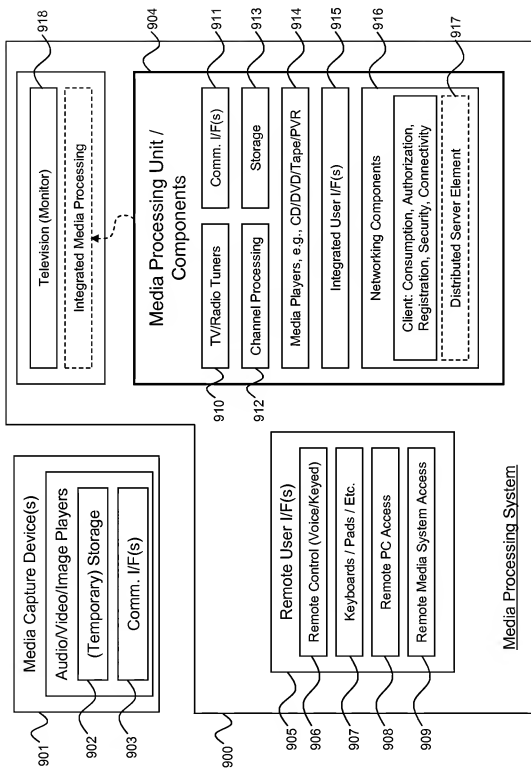 901
Media Capture Device(s)
Audio/Video/Image Players
902
(Temporary) Storage
903
Comm. I/F(s)
918
Television (Monitor)
Integrated Media Processing
904
Media Processing Unit /
Components
910
TV/Radio Tuners
911
Comm. I/F(s)
912
Channel Processing
913
Storage
914
Media Players, e.g., CD/DVD/Tape/PVR
915
Integrated User I/F(s)
916
Networking Components
Client: Consumption, Authorization,
Registration, Security, Connectivity
917
Distributed Server Element
900
905
Remote User I/F(s)
906
Remote Control (Voice/Keyed)
907
Keyboards / Pads / Etc.
908
Remote PC Access
909
Remote Media System Access
Media Processing System